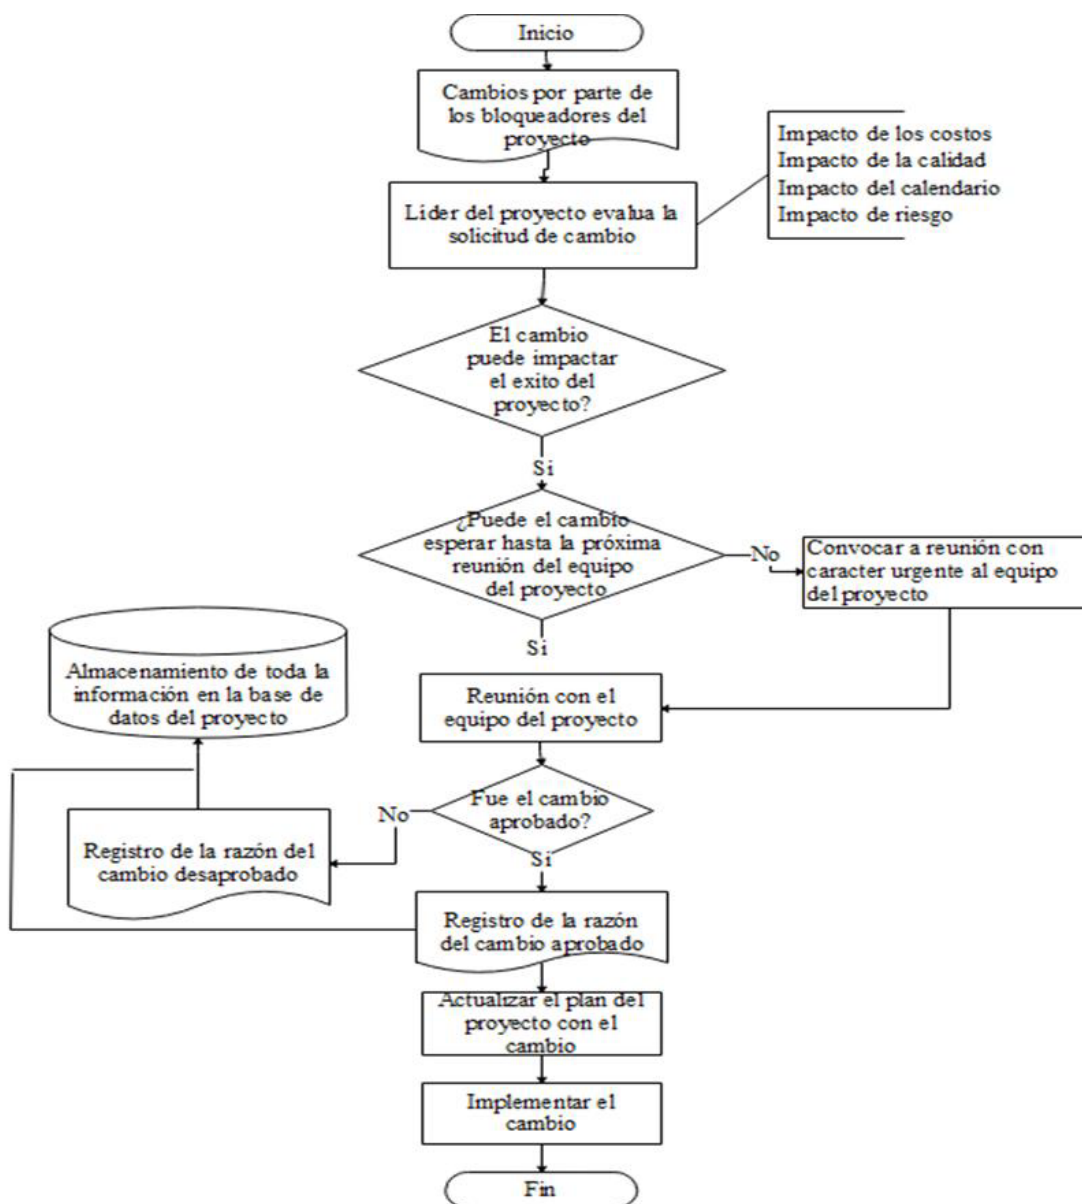 Inicio
Cambios por parte de
los bloqueadores del
proyecto
Impacto de los costos
Impacto de la calidad
Impacto del calendario
Impacto de riesgo
Líder del proyecto evalua la
solicitud de cambio
El cambio
puede impactar
el exito del
proyecto?
Si
¿Puede el cambio
esperar hasta la próxima
reunión del equipo
del proyecto
No
Convocar a reunión con
caracter urgente al equipo
del proyecto
Si
Almacenamiento de toda la
información en la base de
datos del proyecto
Reunión con el
equipo del proyecto
Fue el cambio
aprobado?
No
Registro de la razón del
cambio desaprobado
Si
Registro de la razón
del cambio aprobado
Actualizar el plan del
proyecto con el
cambio
Implementar el
cambio
Fin